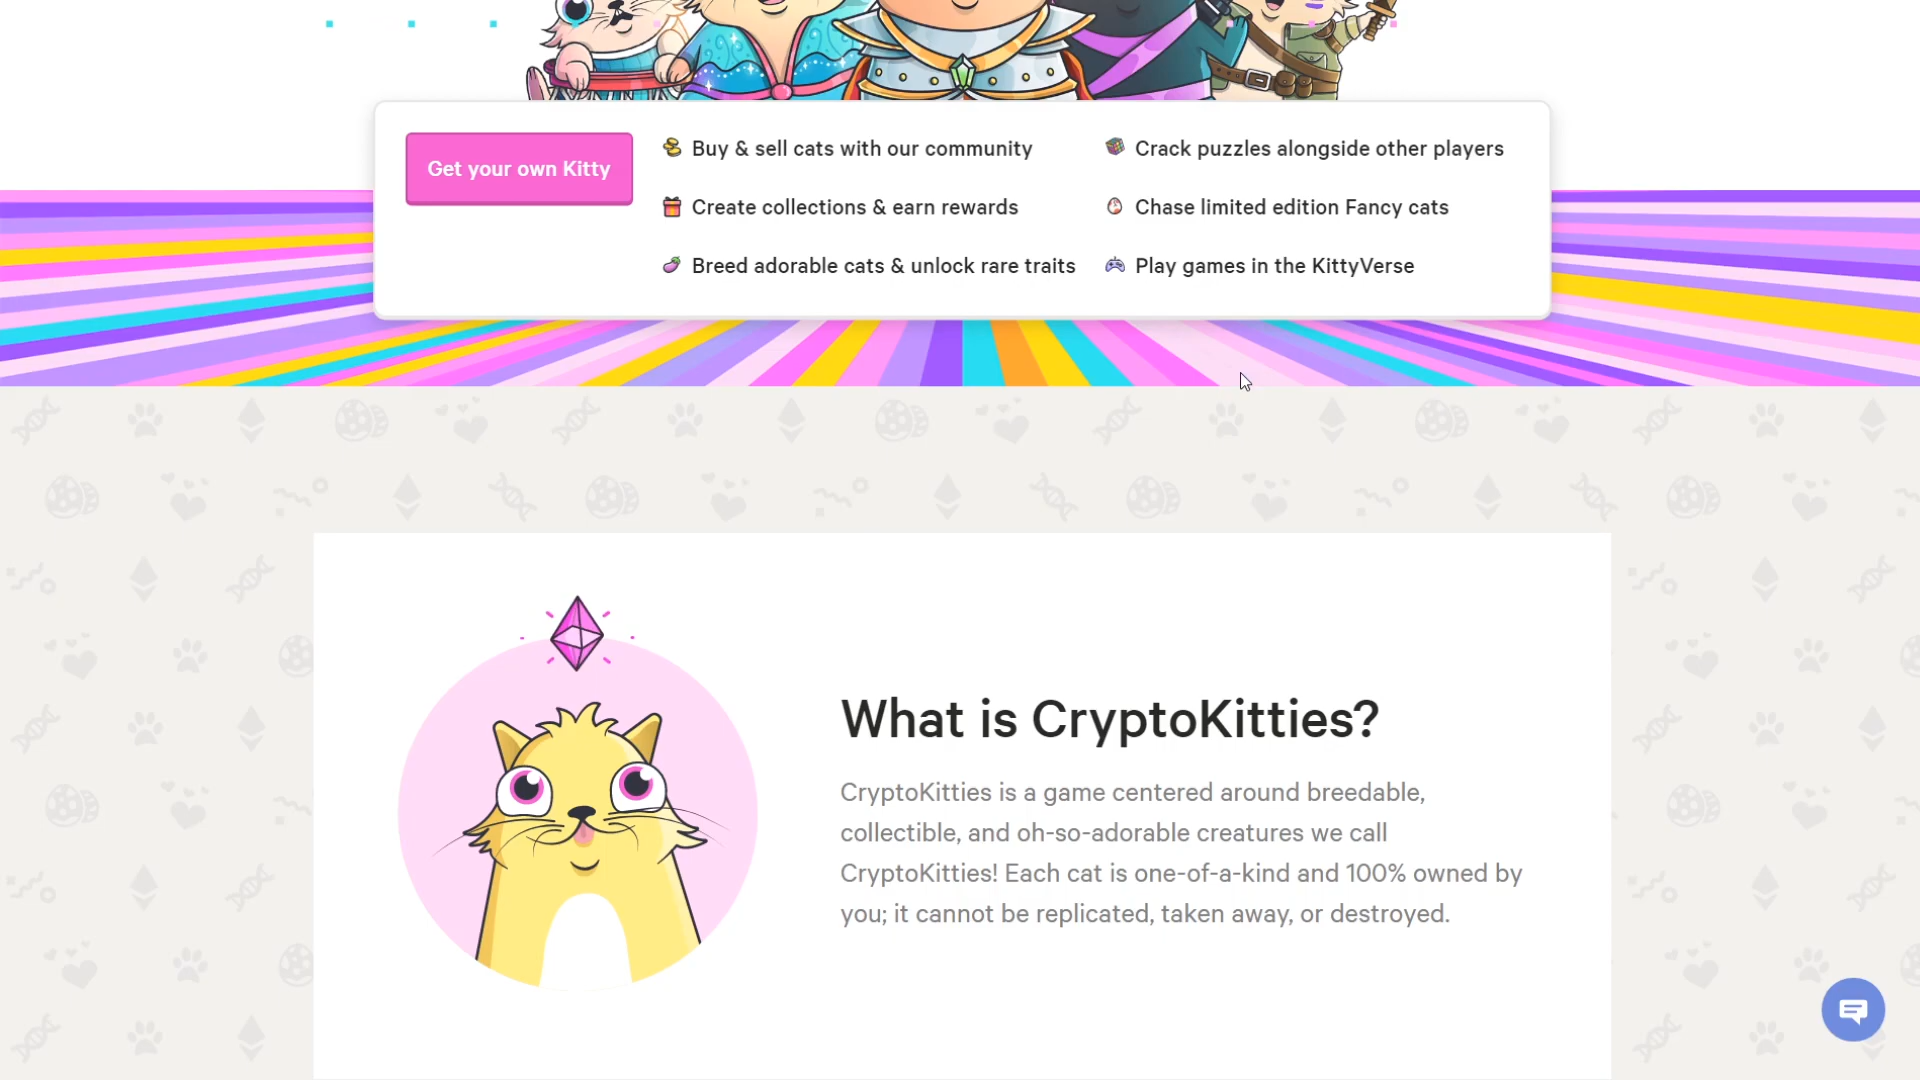 Get your own Kitty
Buy & sell cats with our community
Create collections & earn rewards
Breed adorable cats & unlock rare traits
Crack puzzles alongside other players
Chase limited edition Fancy cats
Play games in the KittyVerse
What is CryptoKitties?
CryptoKitties is a game centered around breedable,
collectible, and oh-so-adorable creatures we call
CryptoKitties! Each cat is one-of-a-kind and 100% owned by
you; it cannot be replicated, taken away, or destroyed.